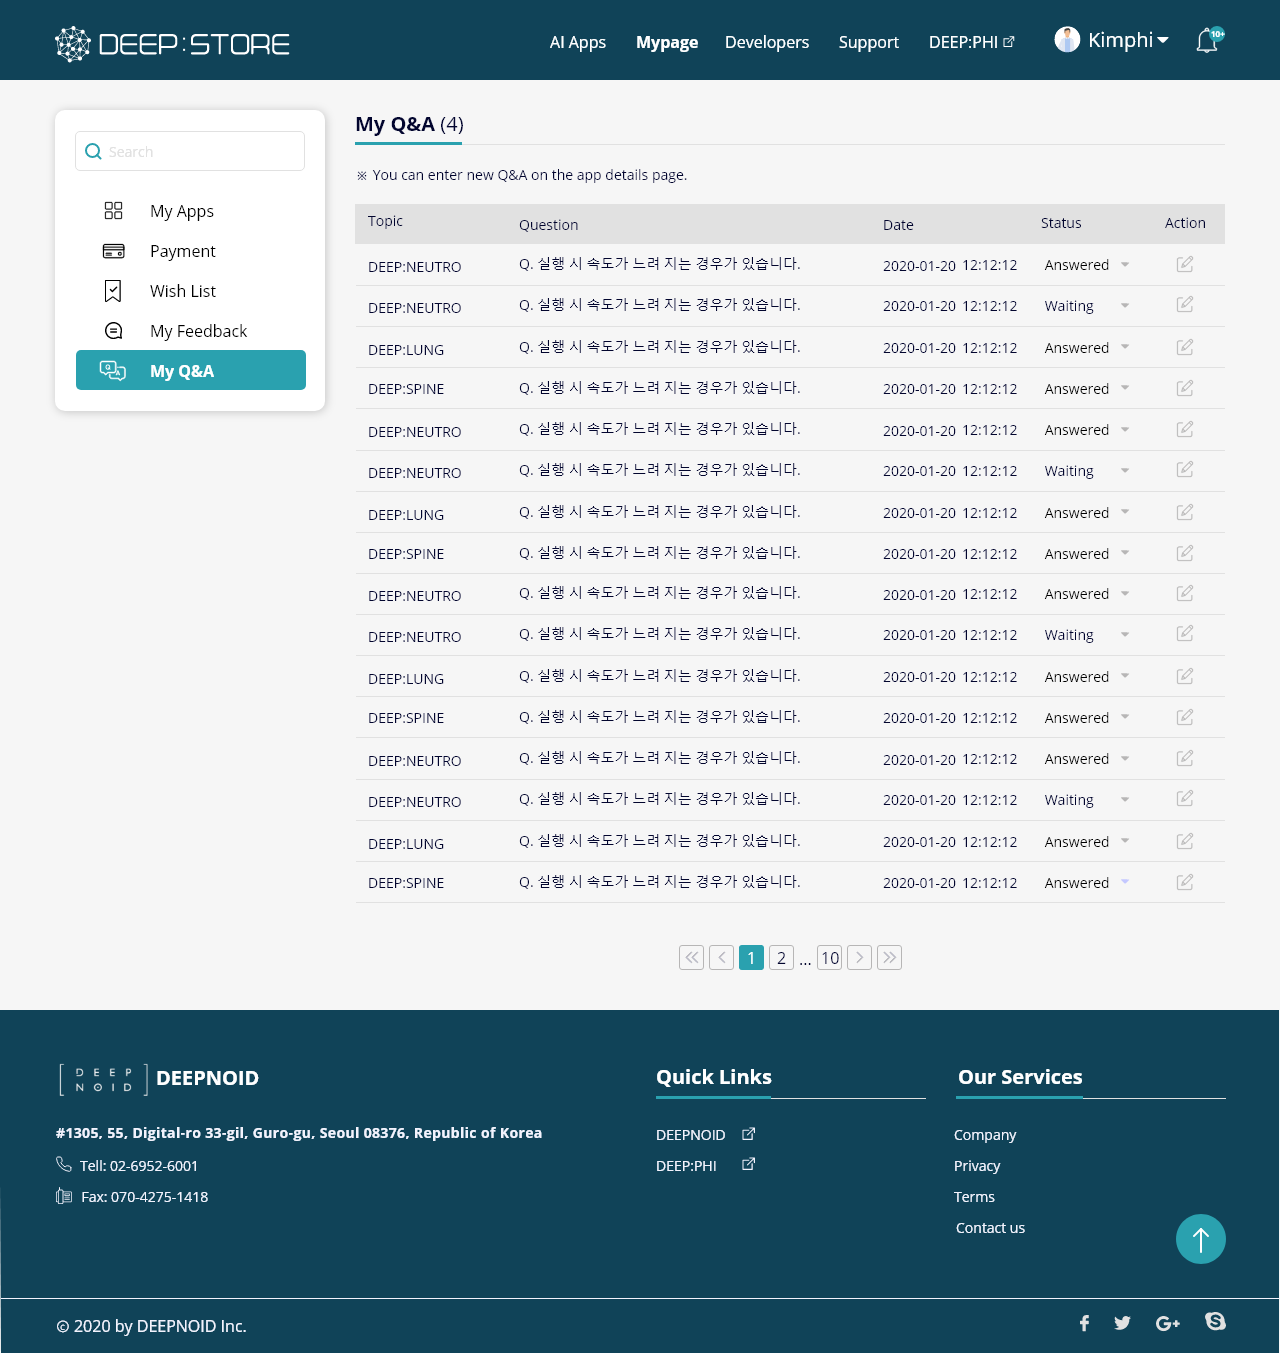 DEEP:STORE
AI Apps Mypage Developers Support DEEP:PHI Kimphi 10+
Search
My Apps
Payment
Wish List
My Feedback
Q A My Q&A
My Q&A (4)
※ You can enter new Q&A on the app details page.
Topic Question Date Status Action
DEEP:NEUTRO Q. 실행 시 속도가 느려 지는 경우가 있습니다. 2020-01-20 12:12:12 Answered
DEEP:NEUTRO Q. 실행 시 속도가 느려 지는 경우가 있습니다. 2020-01-20 12:12:12 Waiting
DEEP:LUNG Q. 실행 시 속도가 느려 지는 경우가 있습니다. 2020-01-20 12:12:12 Answered
DEEP:SPINE Q. 실행 시 속도가 느려 지는 경우가 있습니다. 2020-01-20 12:12:12 Answered
DEEP:NEUTRO Q. 실행 시 속도가 느려 지는 경우가 있습니다. 2020-01-20 12:12:12 Answered
DEEP:NEUTRO Q. 실행 시 속도가 느려 지는 경우가 있습니다. 2020-01-20 12:12:12 Waiting
DEEP:LUNG Q. 실행 시 속도가 느려 지는 경우가 있습니다. 2020-01-20 12:12:12 Answered
DEEP:SPINE Q. 실행 시 속도가 느려 지는 경우가 있습니다. 2020-01-20 12:12:12 Answered
DEEP:NEUTRO Q. 실행 시 속도가 느려 지는 경우가 있습니다. 2020-01-20 12:12:12 Answered
DEEP:NEUTRO Q. 실행 시 속도가 느려 지는 경우가 있습니다. 2020-01-20 12:12:12 Waiting
DEEP:LUNG Q. 실행 시 속도가 느려 지는 경우가 있습니다. 2020-01-20 12:12:12 Answered
DEEP:SPINE Q. 실행 시 속도가 느려 지는 경우가 있습니다. 2020-01-20 12:12:12 Answered
DEEP:NEUTRO Q. 실행 시 속도가 느려 지는 경우가 있습니다. 2020-01-20 12:12:12 Answered
DEEP:NEUTRO Q. 실행 시 속도가 느려 지는 경우가 있습니다. 2020-01-20 12:12:12 Waiting
DEEP:LUNG Q. 실행 시 속도가 느려 지는 경우가 있습니다. 2020-01-20 12:12:12 Answered
DEEP:SPINE Q. 실행 시 속도가 느려 지는 경우가 있습니다. 2020-01-20 12:12:12 Answered
1 2 ... 10
DEEP
NOID
DEEPNOID
#1305, 55, Digital-ro 33-gil, Guro-gu, Seoul 08376, Republic of Korea
Tell: 02-6952-6001
Fax: 070-4275-1418
Quick Links
DEEPNOID
DEEP:PHI
Our Services
Company
Privacy
Terms
Contact us
© 2020 by DEEPNOID Inc.
f G+ S